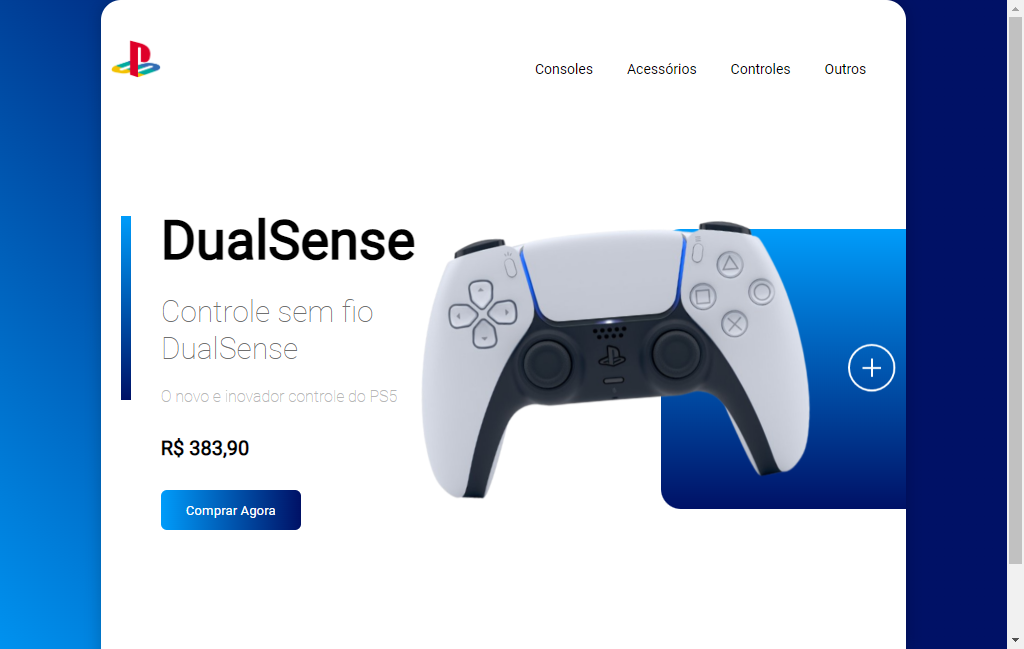 Consoles Acessórios Controles Outros
DualSense
Controle sem fio
DualSense
O novo e inovador controle do PS5
R$ 383,90
Comprar Agora